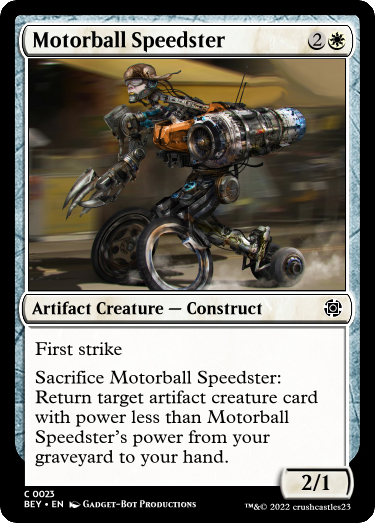 Motorball Speedster 2
Artifact Creature — Construct
First strike
Sacrifice Motorball Speedster:
Return target artifact creature card
with power less than Motorball
Speedster's power from your
graveyard to your hand.
2/1
C 0023
BEY • EN Gadget-Bot Productions
™&© 2022 crushcastles23